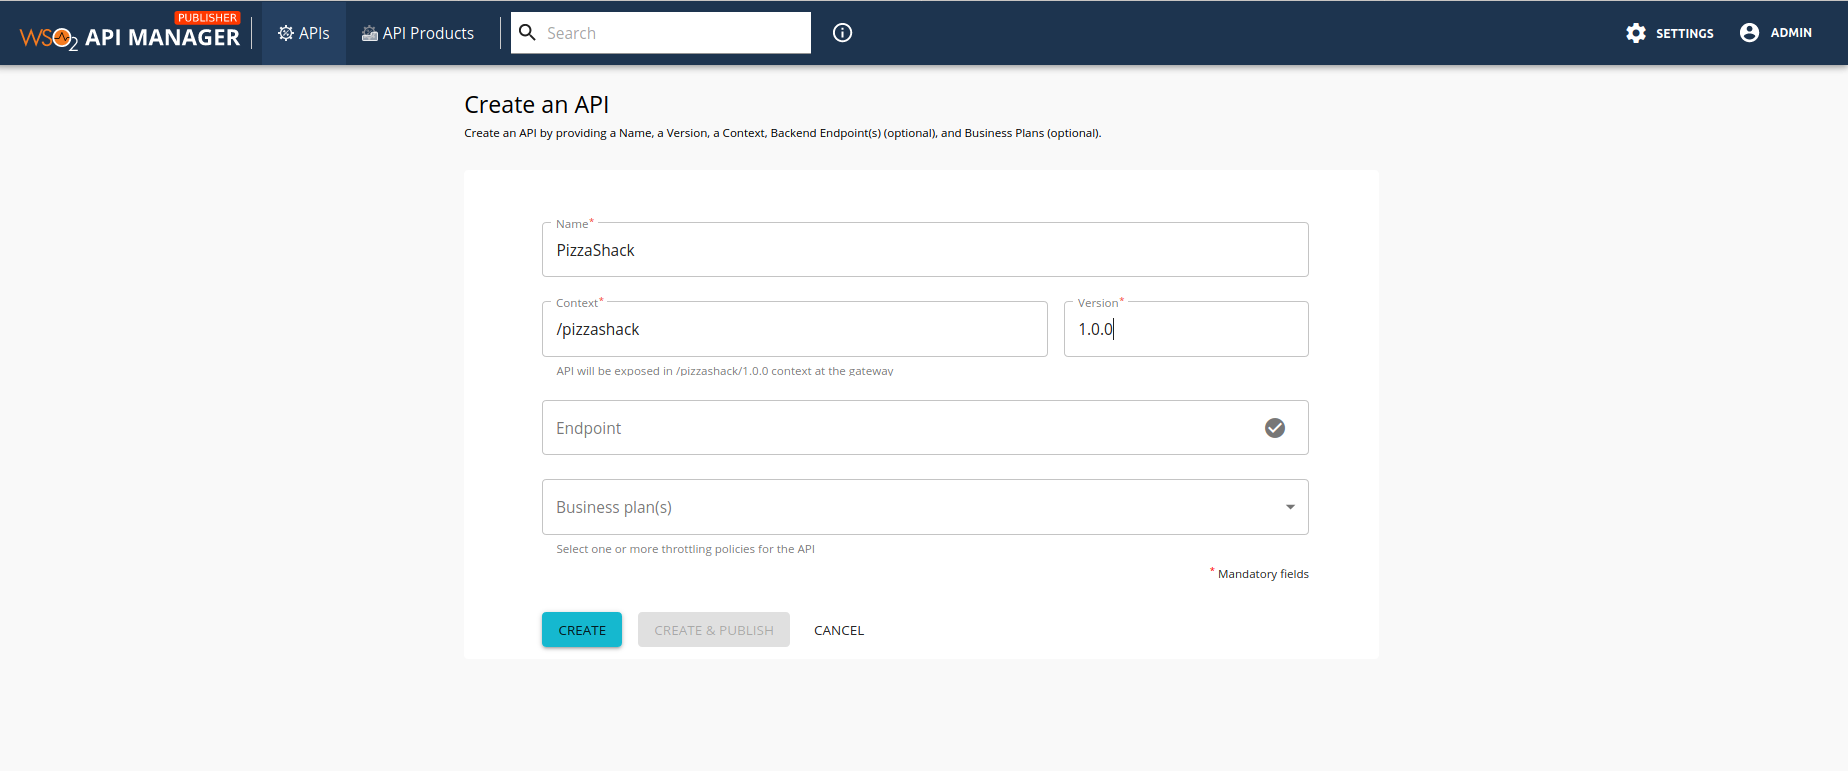 PUBLISHER
WSO2 API MANAGER
APIs
API Products
Search
SETTINGS
ADMIN
Create an API
Create an API by providing a Name, a Version, a Context, Backend Endpoint(s) (optional), and Business Plans (optional).
Name*
PizzaShack
Context*
Version*
/pizzashack
1.0.0
API will be exposed in /pizzashack/1.0.0 context at the gateway
Endpoint
Business plan(s)
Select one or more throttling policies for the API
* Mandatory fields
CREATE
CREATE & PUBLISH
CANCEL